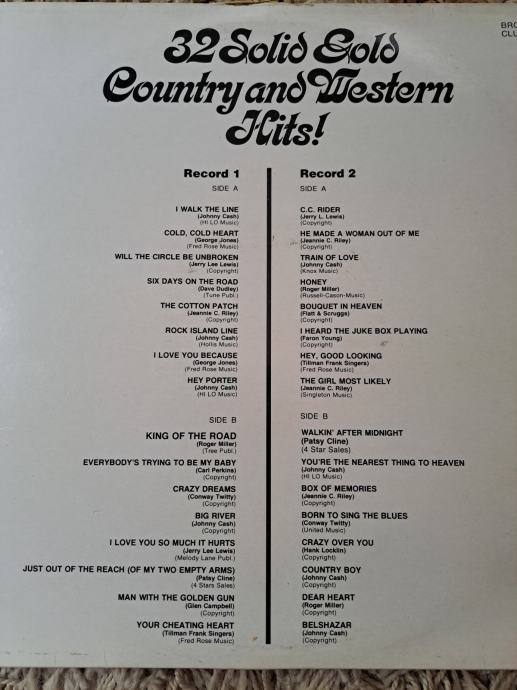 BRO
CLU
32 Solid Gold
Country and Western
Hits!
Record 1
SIDE A
I WALK THE LINE
(Johnny Cash)
(HI LO Music)
COLD, COLD HEART
(George Jones)
(Fred Rose Music)
WILL THE CIRCLE BE UNBROKEN
(Jerry Lee Lewis)
(Copyright)
SIX DAYS ON THE ROAD
(Dave Dudley)
(Tune Publ.)
THE COTTON PATCH
(Jeannie C. Riley)
(Copyright)
ROCK ISLAND LINE
(Johnny Cash)
(Hollis Music)
I LOVE YOU BECAUSE
(George Jones)
(Fred Rose Music)
HEY PORTER
(Johnny Cash)
(HI LO Music)
SIDE B
KING OF THE ROAD
(Roger Miller)
(Tree Publ.)
EVERYBODY'S TRYING TO BE MY BABY
(Carl Perkins)
(Copyright)
CRAZY DREAMS
(Conway Twitty)
(Copyright)
BIG RIVER
(Johnny Cash)
(Copyright)
I LOVE YOU SO MUCH IT HURTS
(Jerry Lee Lewis)
(Melody Lane Publ.)
JUST OUT OF THE REACH (OF MY TWO EMPTY ARMS)
(Patsy Cline)
(4 Stars Sales)
MAN WITH THE GOLDEN GUN
(Glen Campbell)
(Copyright)
YOUR CHEATING HEART
(Tillman Frank Singers)
(Fred Rose Music)
Record 2
SIDE A
C.C. RIDER
(Jerry L. Lewis)
(Copyright)
HE MADE A WOMAN OUT OF ME
(Jeannie C. Riley)
(Copyright)
TRAIN OF LOVE
(Johnny Cash)
(Knox Music)
HONEY
(Roger Miller)
(Russell-Cason-Music)
BOUQUET IN HEAVEN
(Flatt & Scruggs)
(Copyright)
I HEARD THE JUKE BOX PLAYING
(Faron Young)
(Copyright)
HEY, GOOD LOOKING
(Tillman Frank Singers)
(Fred Rose Music)
THE GIRL MOST LIKELY
(Jeannie C. Riley)
(Singleton Music)
SIDE B
WALKIN' AFTER MIDNIGHT
(Patsy Cline)
(4 Star Sales)
YOU'RE THE NEAREST THING TO HEAVEN
(Johnny Cash)
(HI LO Music)
BOX OF MEMORIES
(Jeannie C. Riley)
(Copyright)
BORN TO SING THE BLUES
(Conway Twitty)
(United Music)
CRAZY OVER YOU
(Hank Locklin)
(Copyright)
COUNTRY BOY
(Johnny Cash)
(Copyright)
DEAR HEART
(Roger Miller)
(Copyright)
BELSHAZAR
(Johnny Cash)
(Copyright)